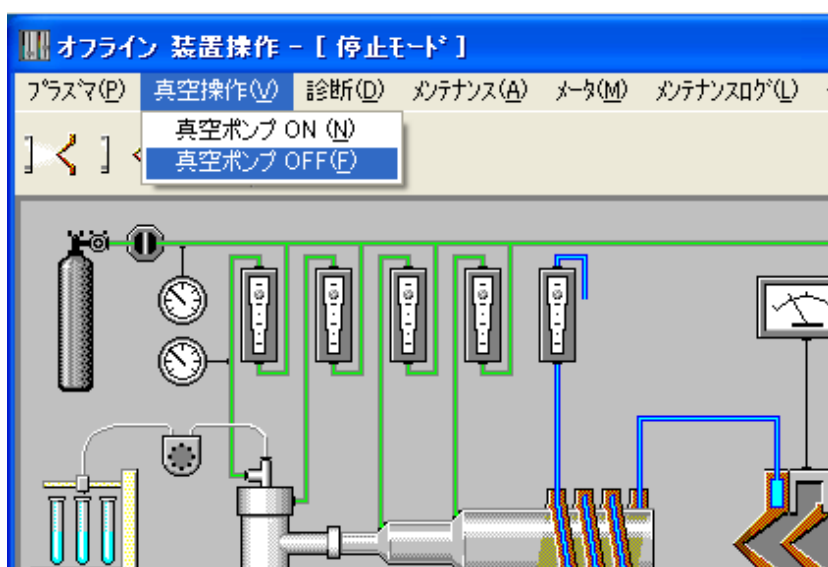 オフライン 装置操作 - [ 停止ﾓｰﾄﾞ ]
ﾌﾟﾗｽﾞﾏ(P) 真空操作(V) 診断(D) ﾒﾝﾃﾅﾝｽ(A) ﾒｰﾀ(M) ﾒﾝﾃﾅﾝｽﾛｸﾞ(L)
真空ポンプ ON (N)
真空ポンプ OFF(F)